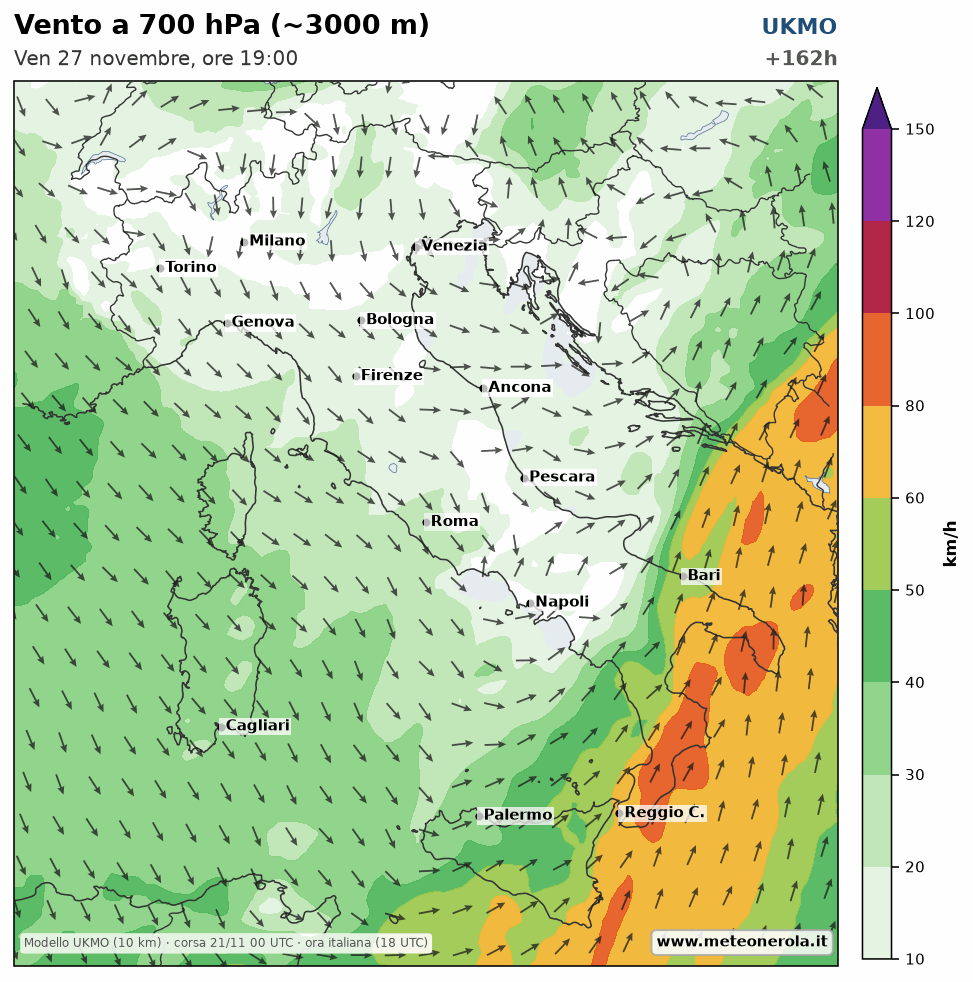 Vento a 700 hPa (~3000 m)
UKMO
Ven 27 novembre, ore 19:00
+162h
150
120
100
80
60
50
40
30
20
10
km/h
Milano
Venezia
Torino
Genova
Bologna
Firenze
Ancona
Pescara
Roma
Bari
Napoli
Cagliari
Palermo
Reggio C.
Modello UKMO (10 km) · corsa 21/11 00 UTC · ora italiana (18 UTC)
www.meteonerola.it